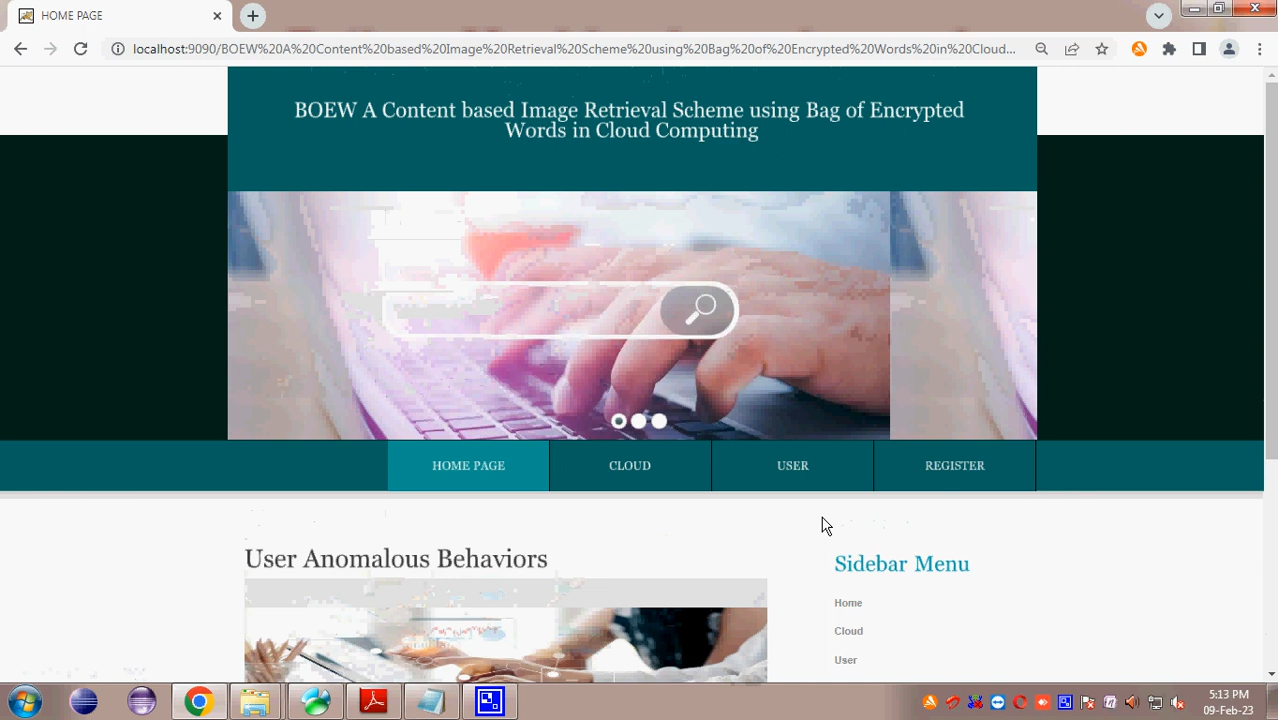 HOME PAGE
localhost:9090/BOEW%20A%20Content%20based%20Image%20Retrieval%20Scheme%20using%20Bag%20of%20Encrypted%20Words%20in%20Cloud...
BOEW A Content based Image Retrieval Scheme using Bag of Encrypted
Words in Cloud Computing
HOME PAGE
CLOUD
USER
REGISTER
User Anomalous Behaviors
Sidebar Menu
Home
Cloud
User
5:13 PM
09-Feb-23